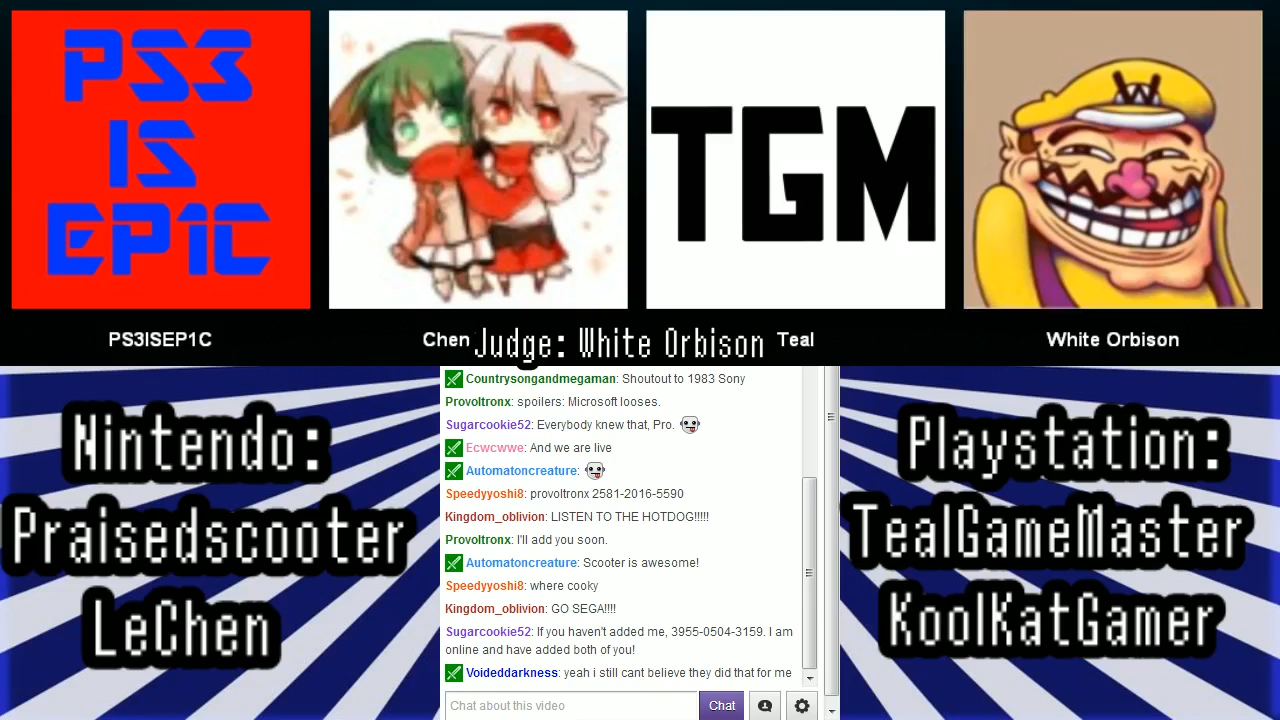 PS3
IS
EP1C
TGM
W
PS3ISEP1C
Chen
Judge: White Orbison
Teal
White Orbison
Nintendo:
Praisedscooter
LeChen
Countrysongandmegaman: Shoutout to 1983 Sony
Provoltronx: spoilers: Microsoft looses.
Sugarcookie52: Everybody knew that, Pro.
Ecwcwwe: And we are live
Automatoncreature:
Speedyyoshi8: provoltronx 2581-2016-5590
Kingdom_oblivion: LISTEN TO THE HOTDOG!!!!!
Provoltronx: I'll add you soon.
Automatoncreature: Scooter is awesome!
Speedyyoshi8: where cooky
Kingdom_oblivion: GO SEGA!!!!
Sugarcookie52: If you haven't added me, 3955-0504-3159. I am
online and have added both of you!
Voideddarkness: yeah i still cant believe they did that for me
Chat about this video
Chat
Playstation:
TealGameMaster
KoolKatGamer